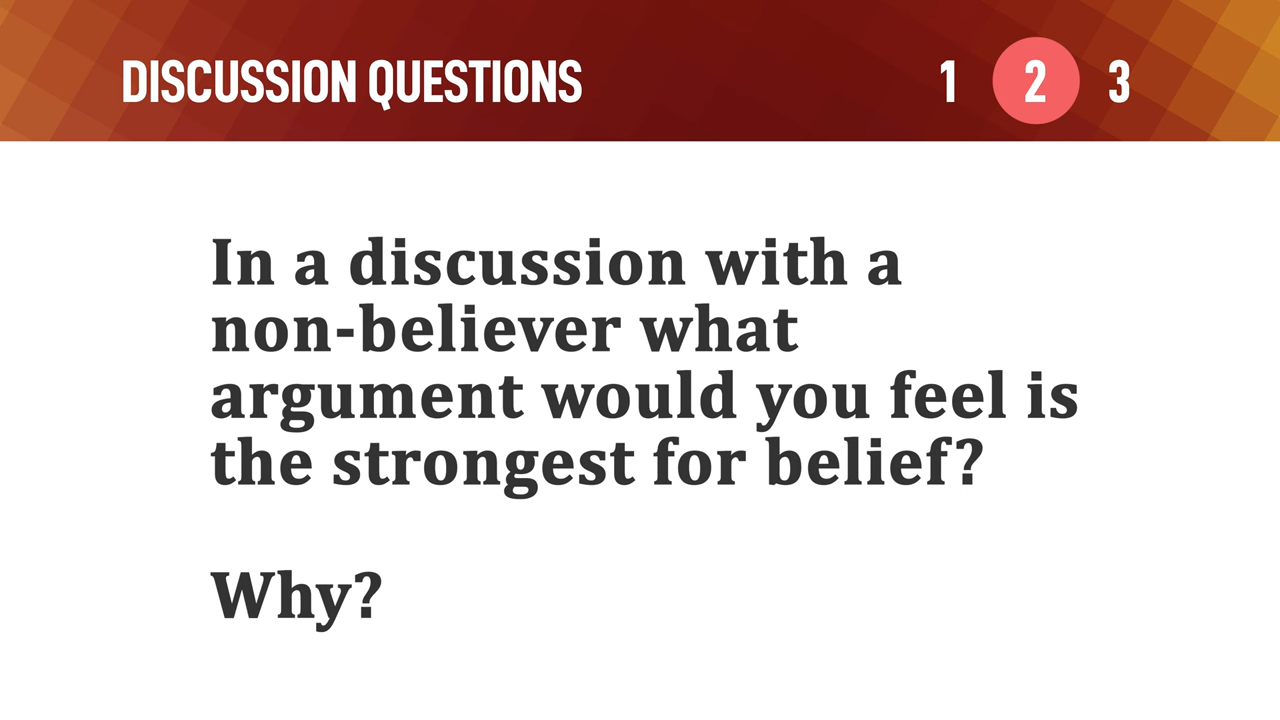 DISCUSSION QUESTIONS 1 2 3
In a discussion with a
non-believer what
argument would you feel is
the strongest for belief?
Why?